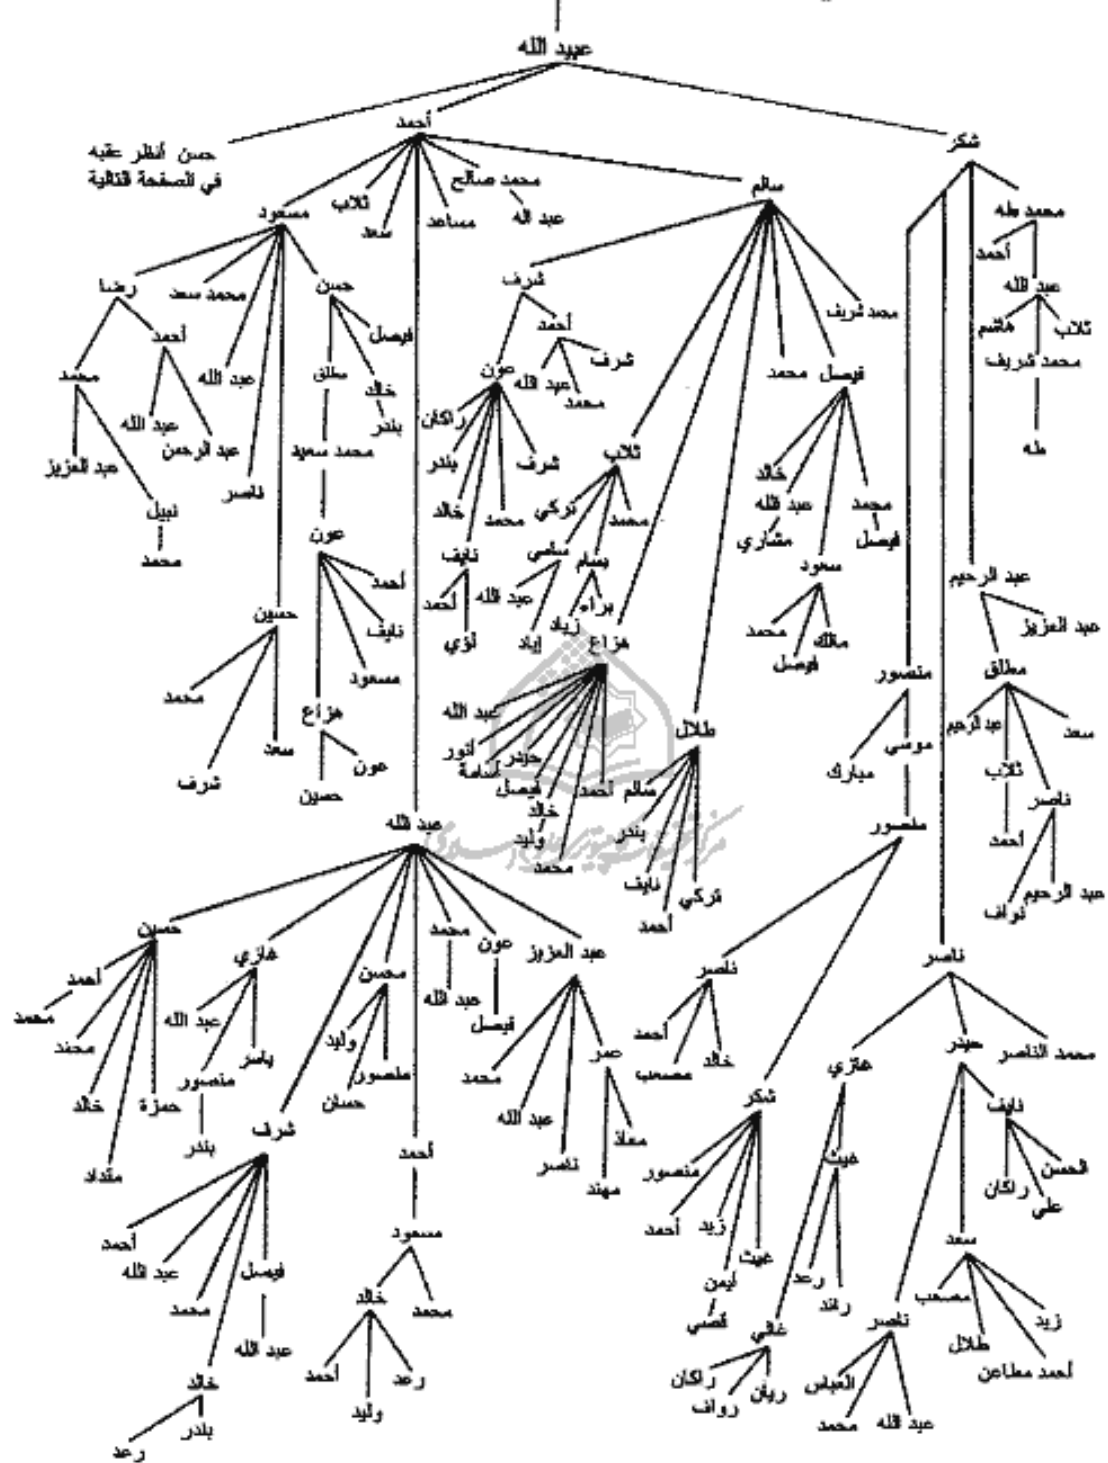 عبيد الله
أحمد
شكر
حسن أنظر عقبه
في الصفحة التالية
محمد صالح
سالم
ثلاب
مسعود
سعد
مساعد
عبد اله
محمد طه
أحمد
رضا
محمد سعد
حسن
شرف
عبد الله
محمد شريف
هاشم
ثلاب
أحمد
فيصل
أحمد
شرف
محمد شريف
محمد
عبد الله
مطلق
خالد
عون
عبد الله
محمد
محمد
فيصل
راكان
بندر
طه
عبد الله
عبد الرحمن
محمد سعيد
ثلاب
عبد العزيز
بندر
شرف
خالد
ناصر
نبيل
خالد
محمد
تركي
محمد
عبد الله
محمد
مشاري
فيصل
محمد
عون
نايف
سامي
بسام
سعود
عبد الرحيم
أحمد
أحمد
عبد الله
براء
زياد
حسين
نايف
لؤي
إياد
هزاع
محمد
فيصل
مالك
عبد العزيز
مسعود
منصور
مطلق
محمد
هزاع
عبد الله
طلال
عبد الرحيم
سعد
سعد
شرف
عون
حسين
أنور
أسامة
حيدر
فيصل
أحمد
سالم
موسى
مبارك
ثلاب
ناصر
عبد الله
خالد
وليد
محمد
بندر
منصور
أحمد
نايف
تركي
أحمد
عبد الرحيم
نواف
حسين
محمد
عون
غازي
محسن
عبد العزيز
ناصر
ناصر
أحمد
محمد
عبد الله
عبد الله
فيصل
أحمد
وليد
ياسر
منصور
منصور
محمد
خالد
مصعب
غازي
حيدر
محمد الناصر
خالد
حمزة
حسان
عبد الله
شكر
نايف
بندر
شرف
معاذ
مقداد
أحمد
ناصر
مهند
منصور
غيث
راكان
الحسن
علي
أحمد
زيد
أحمد
عبد الله
فيصل
مسعود
غيث
سعد
أيمن
رعد
رائد
محمد
خالد
محمد
قصي
غالي
ناصر
مصعب
زيد
طلال
عبد الله
أحمد مطاعن
خالد
أحمد
رعد
راكان
ريان
العباس
وليد
رواف
محمد
عبد الله
بندر
رعد